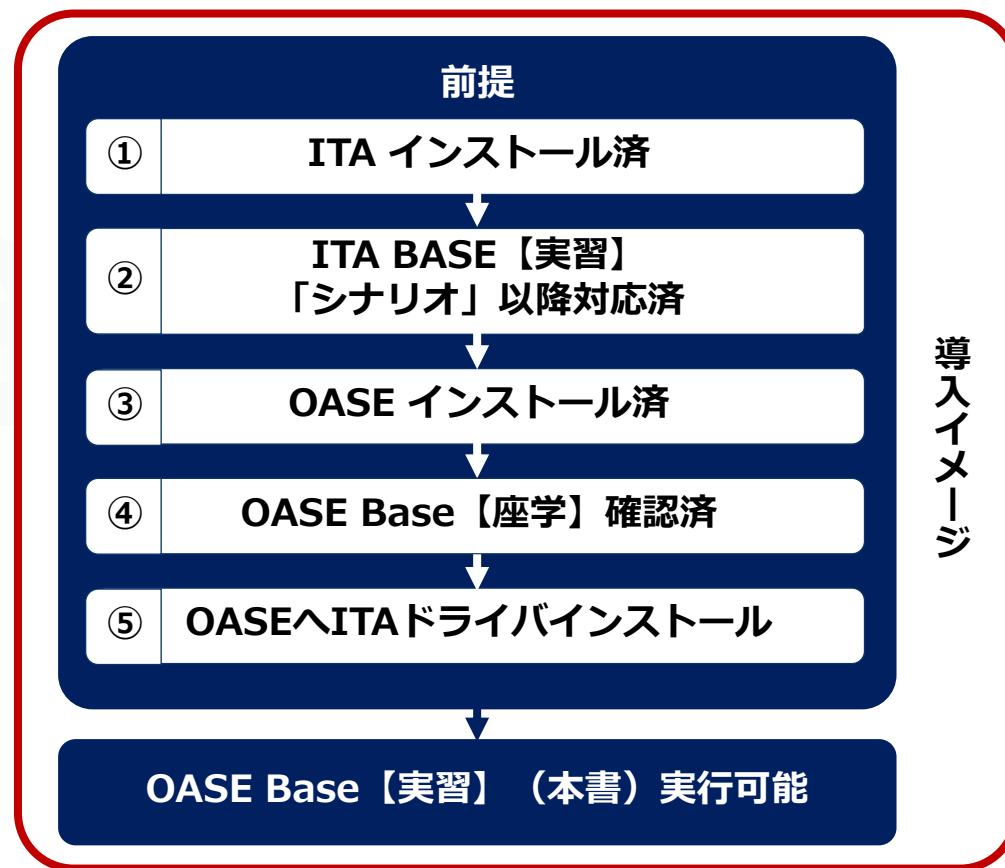 前提
① ITA インストール済
② ITA BASE【実習】
「シナリオ」以降対応済
③ OASE インストール済
④ OASE Base【座学】確認済
⑤ OASEへITAドライバインストール
OASE Base【実習】（本書）実行可能
導入イメージ